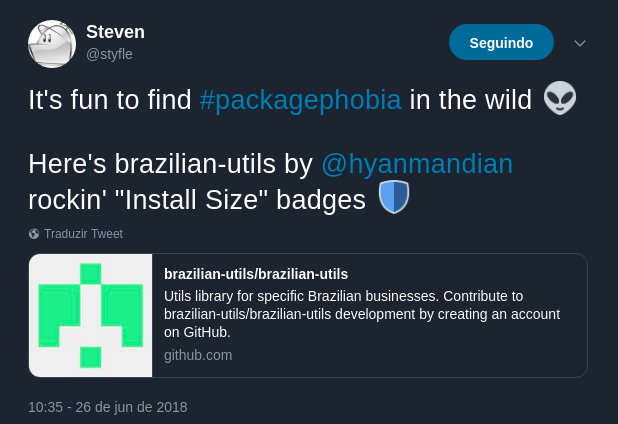 Steven
@styfle
Seguindo
It's fun to find #packagephobia in the wild 👽
Here's brazilian-utils by @hyanmandian
rockin' "Install Size" badges 🛡️
Traduzir Tweet
brazilian-utils/brazilian-utils
Utils library for specific Brazilian businesses. Contribute to
brazilian-utils/brazilian-utils development by creating an account
on GitHub.
github.com
10:35 - 26 de jun de 2018